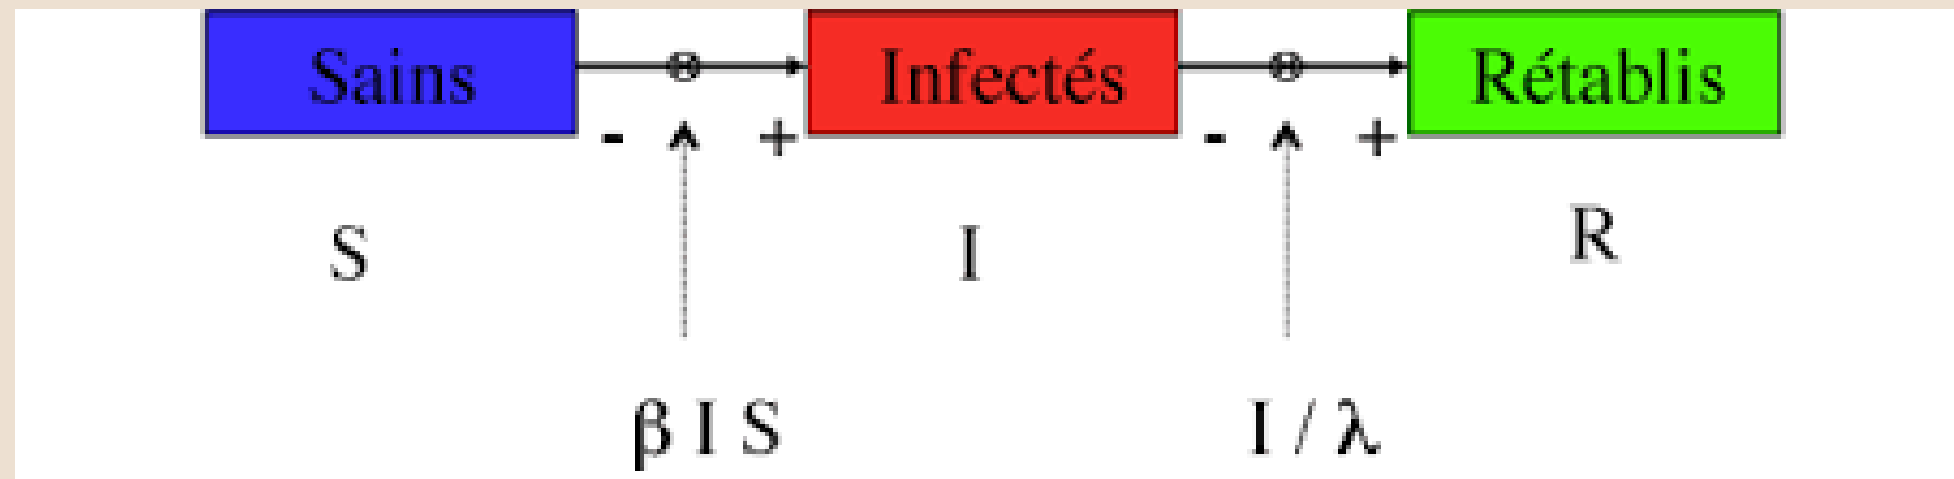 Sains Infectés Rétablis
- + - +
S I R
β I S I / λ